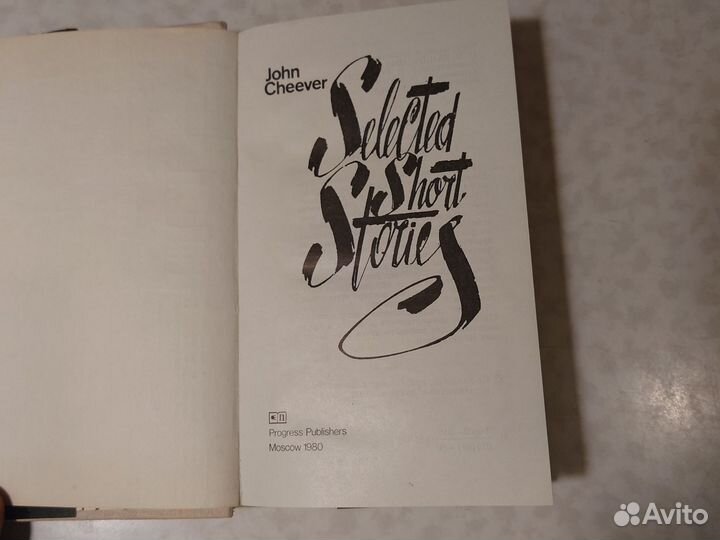 John
Cheever
Selected
Short
Stories
Progress Publishers
Moscow 1980
Avito